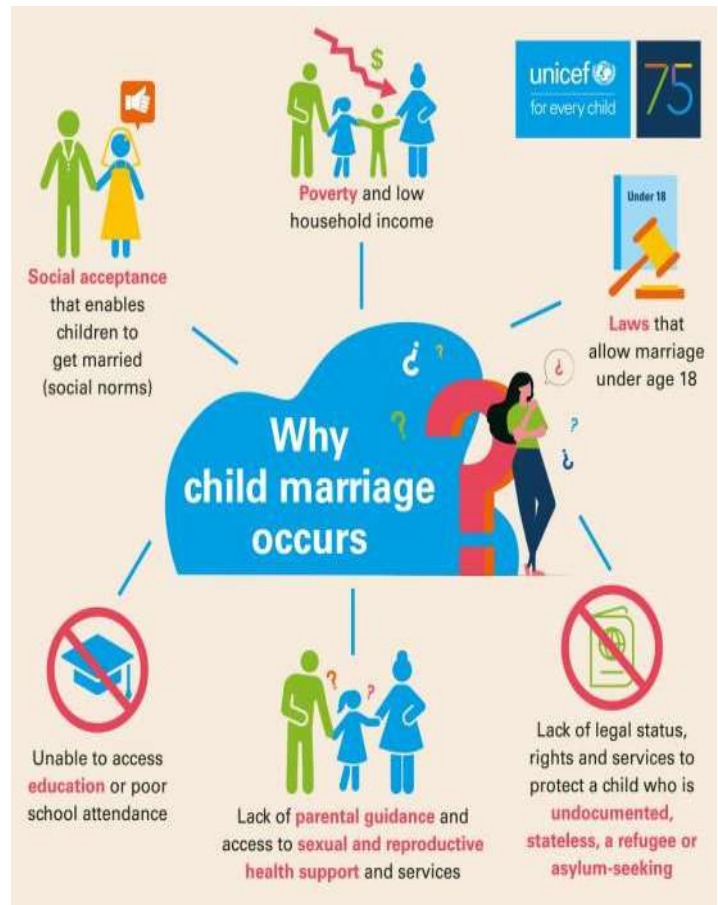 unicef
for every child
75
$
Poverty and low
household income
Social acceptance
that enables
children to
get married
(social norms)
Under 18
Laws that
allow marriage
under age 18
¿ ?
?
¿
?
¿
Why
child marriage
occurs
?
Unable to access
education or poor
school attendance
? ?
Lack of parental guidance and
access to sexual and reproductive
health support and services
Lack of legal status,
rights and services to
protect a child who is
undocumented,
stateless, a refugee or
asylum-seeking